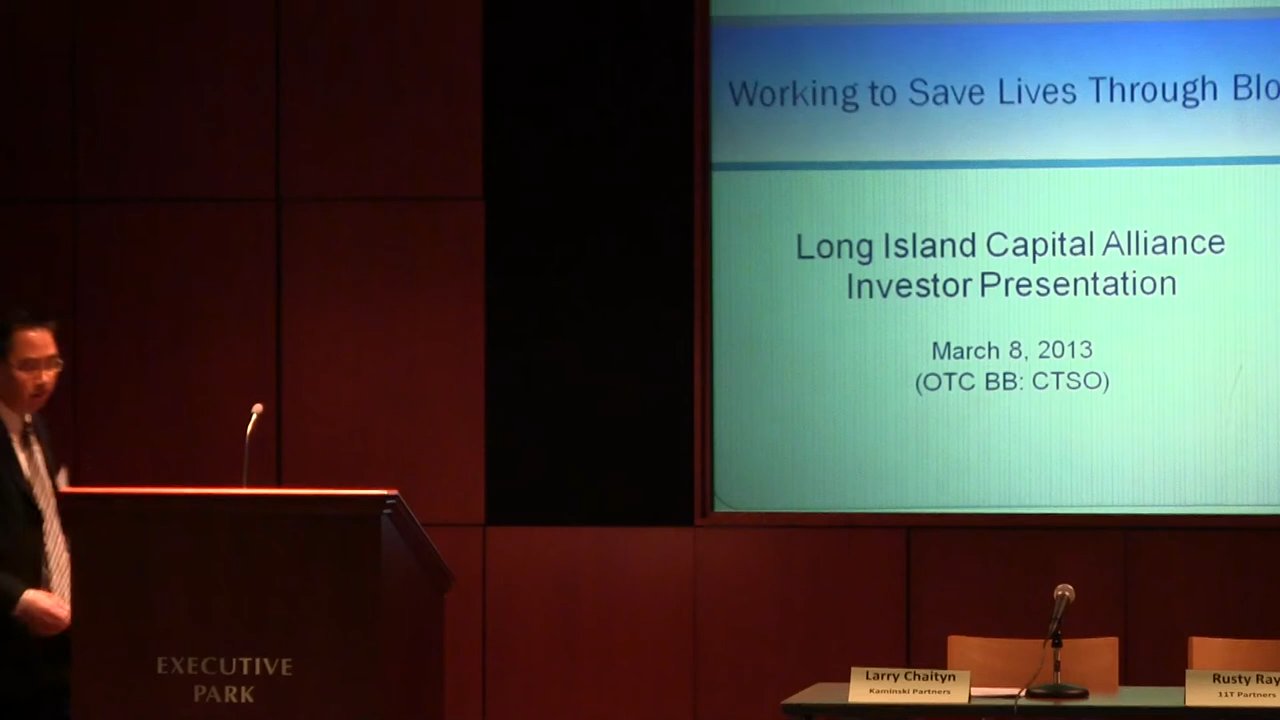 Working to Save Lives Through Blo
Long Island Capital Alliance
Investor Presentation
March 8, 2013
(OTC BB: CTSO)
EXECUTIVE
PARK
Larry Chaityn
Kaminski Partners
Rusty Ray
11T Partners